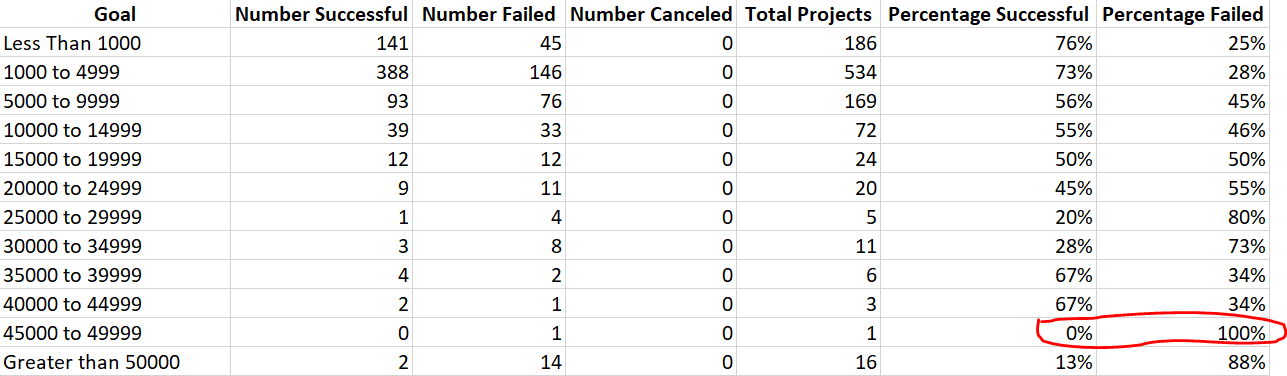 Goal Number Successful Number Failed Number Canceled Total Projects Percentage Successful Percentage Failed
Less Than 1000 141 45 0 186 76% 25%
1000 to 4999 388 146 0 534 73% 28%
5000 to 9999 93 76 0 169 56% 45%
10000 to 14999 39 33 0 72 55% 46%
15000 to 19999 12 12 0 24 50% 50%
20000 to 24999 9 11 0 20 45% 55%
25000 to 29999 1 4 0 5 20% 80%
30000 to 34999 3 8 0 11 28% 73%
35000 to 39999 4 2 0 6 67% 34%
40000 to 44999 2 1 0 3 67% 34%
45000 to 49999 0 1 0 1 0% 100%
Greater than 50000 2 14 0 16 13% 88%